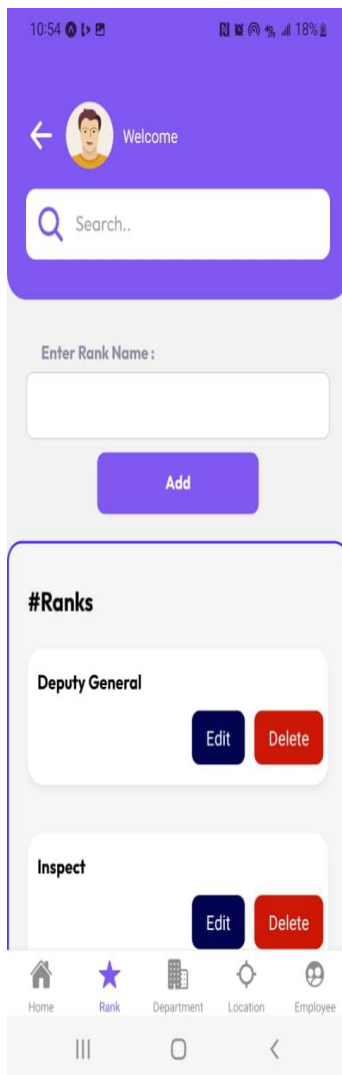 10:54 18%
Welcome
Search..
Enter Rank Name :
Add
#Ranks
Deputy General
Edit Delete
Inspect
Edit Delete
Home Rank Department Location Employee